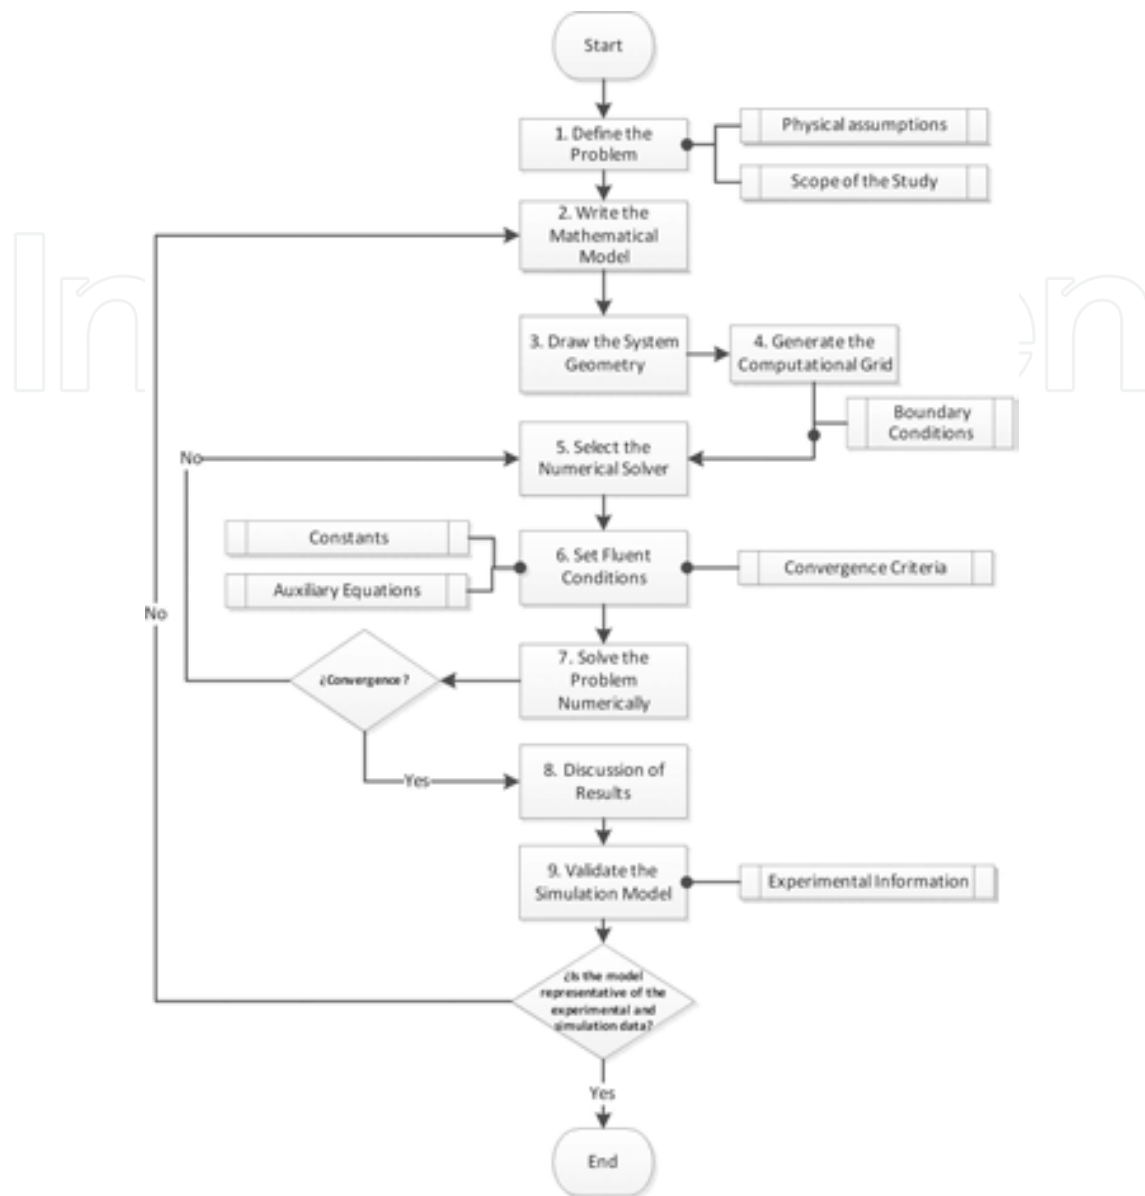 Start
1. Define the
Problem
Physical assumptions
Scope of the Study
2. Write the
Mathematical
Model
3. Draw the System
Geometry
4. Generate the
Computational Grid
Boundary
Conditions
5. Select the
Numerical Solver
No
Constants
Auxiliary Equations
6. Set Fluent
Conditions
Convergence Criteria
No
7. Solve the
Problem
Numerically
¿Convergence ?
Yes
8. Discussion of
Results
9. Validate the
Simulation Model
Experimental Information
¿Is the model
representative of the
experimental and
simulation data?
Yes
End